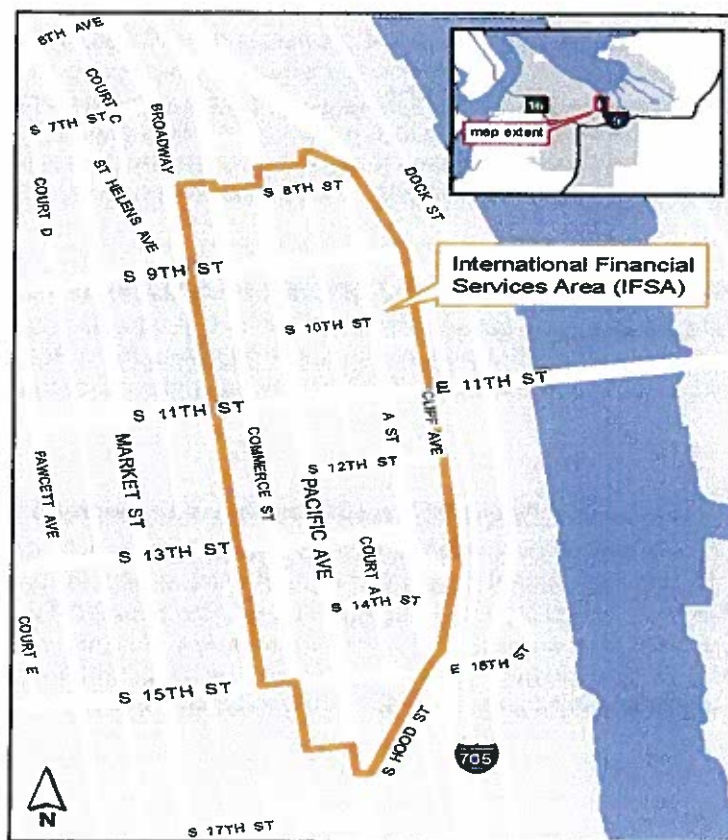 6TH AVE
COURT C
S 7TH ST
BROADWAY
ST HELENS AVE
COURT D
S 8TH ST
DOCK ST
16
5
map extent
S 9TH ST
International Financial
Services Area (IFSA)
S 10TH ST
E 11TH ST
S 11TH ST
CLIFF AVE
A ST
COMMERCE ST
MARKET ST
FAWCETT AVE
S 12TH ST
PACIFIC AVE
S 13TH ST
COURT A
S 14TH ST
COURT E
E 15TH ST
S 15TH ST
S HOOD ST
705
N
S 17TH ST